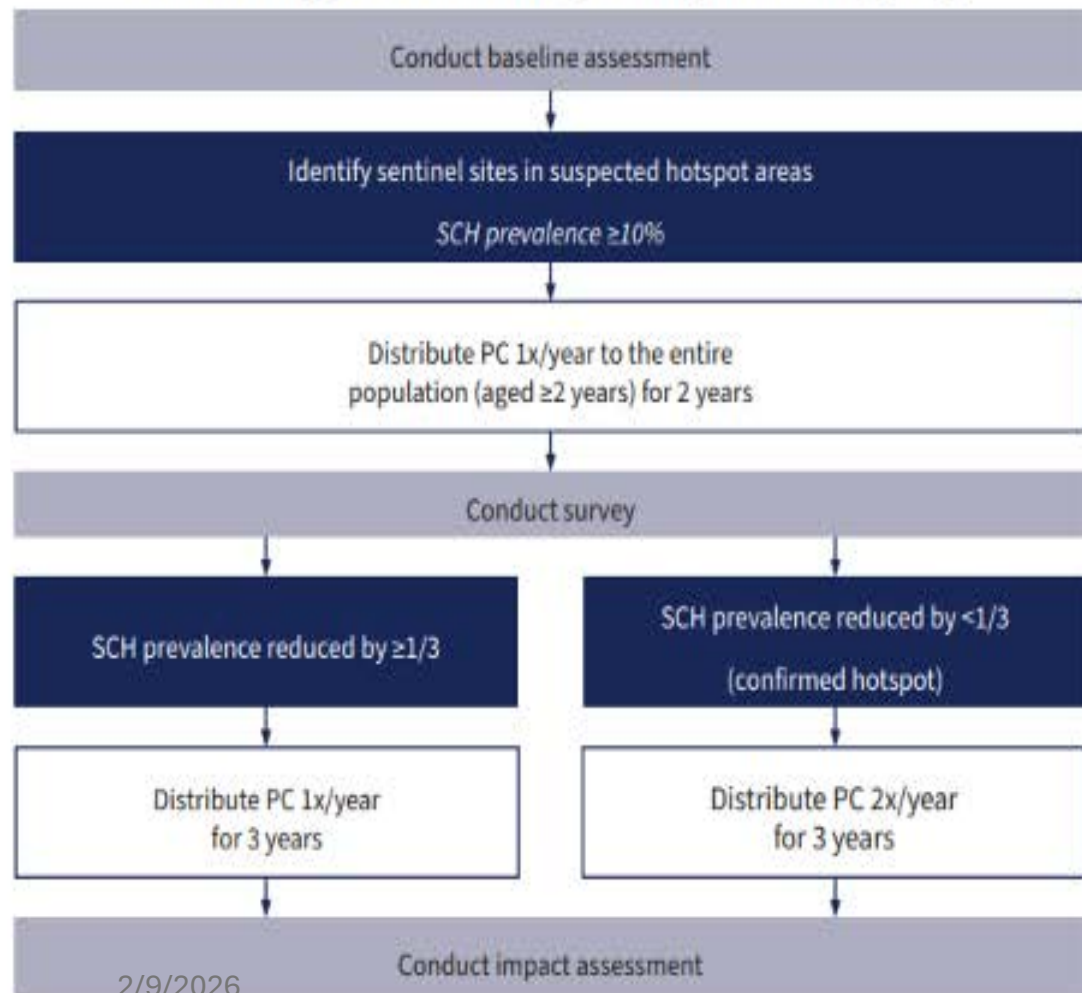 Conduct baseline assessment
Identify sentinel sites in suspected hotspot areas
SCH prevalence ≥10%
Distribute PC 1x/year to the entire
population (aged ≥2 years) for 2 years
Conduct survey
SCH prevalence reduced by ≥1/3
SCH prevalence reduced by <1/3
(confirmed hotspot)
Distribute PC 1x/year
for 3 years
Distribute PC 2x/year
for 3 years
Conduct impact assessment
2/9/2026